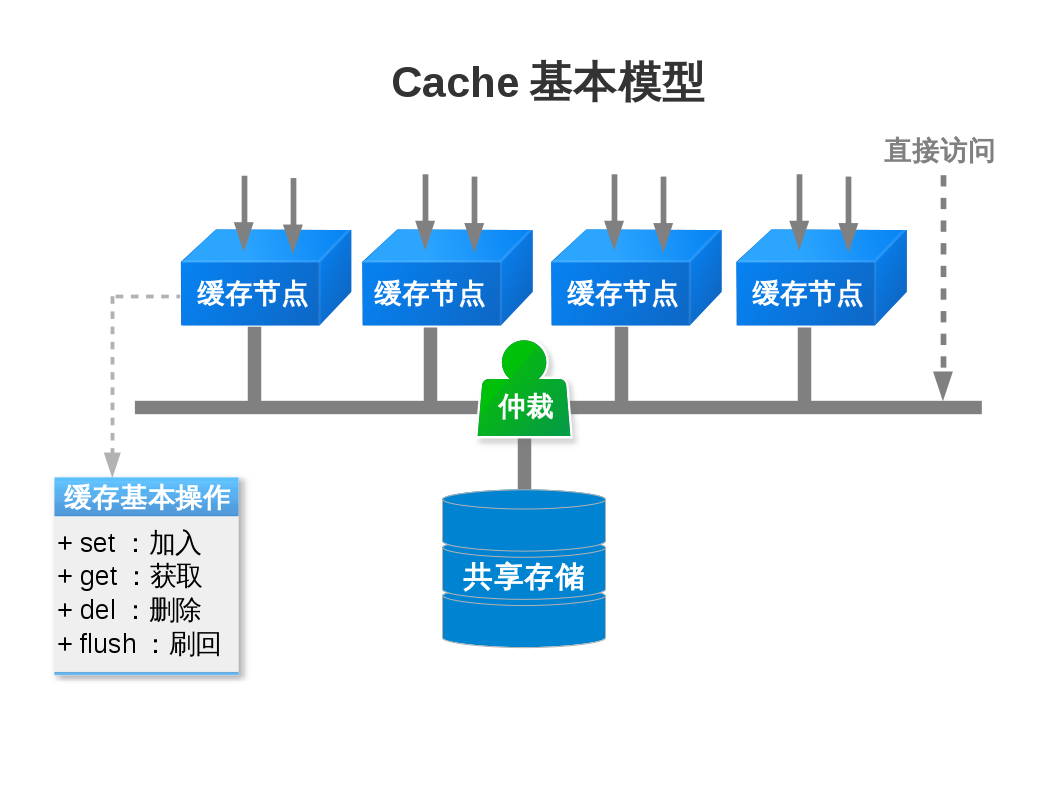 Cache 基本模型
直接访问
缓存节点
缓存节点
缓存节点
缓存节点
仲裁
缓存基本操作
+ set ：加入
+ get ：获取
+ del ：删除
+ flush ：刷回
共享存储